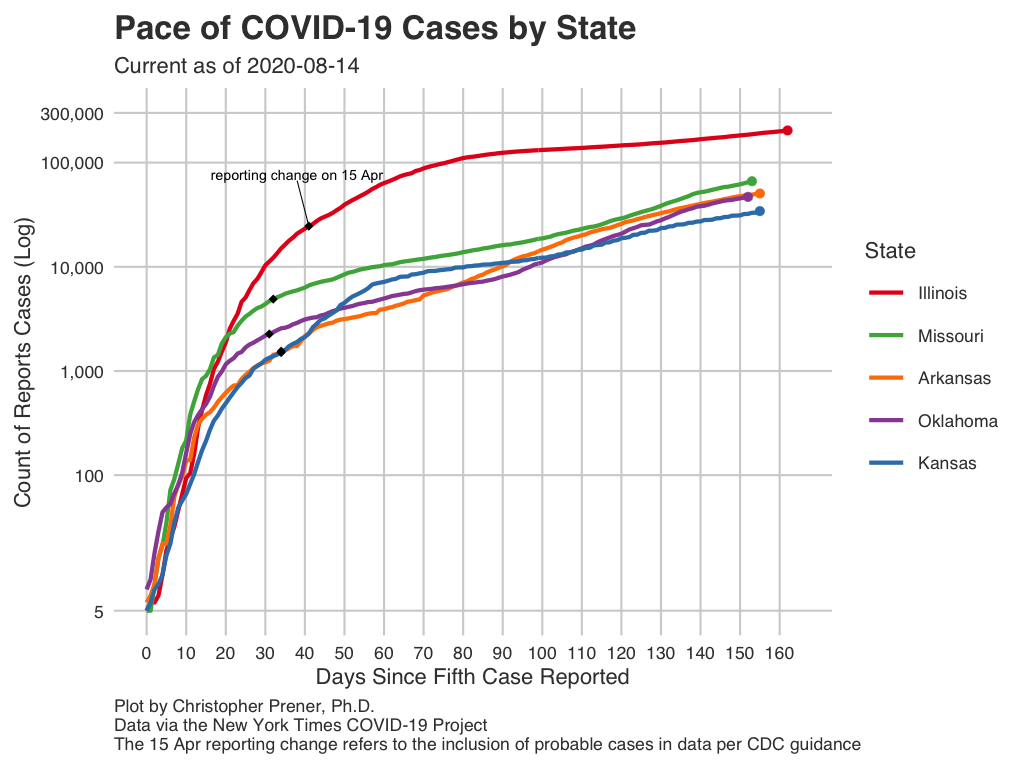 Pace of COVID-19 Cases by State
Current as of 2020-08-14
300,000
100,000
10,000
1,000
100
5
Count of Reports Cases (Log)
reporting change on 15 Apr
0 10 20 30 40 50 60 70 80 90 100 110 120 130 140 150 160
Days Since Fifth Case Reported
State
Illinois
Missouri
Arkansas
Oklahoma
Kansas
Plot by Christopher Prener, Ph.D.
Data via the New York Times COVID-19 Project
The 15 Apr reporting change refers to the inclusion of probable cases in data per CDC guidance